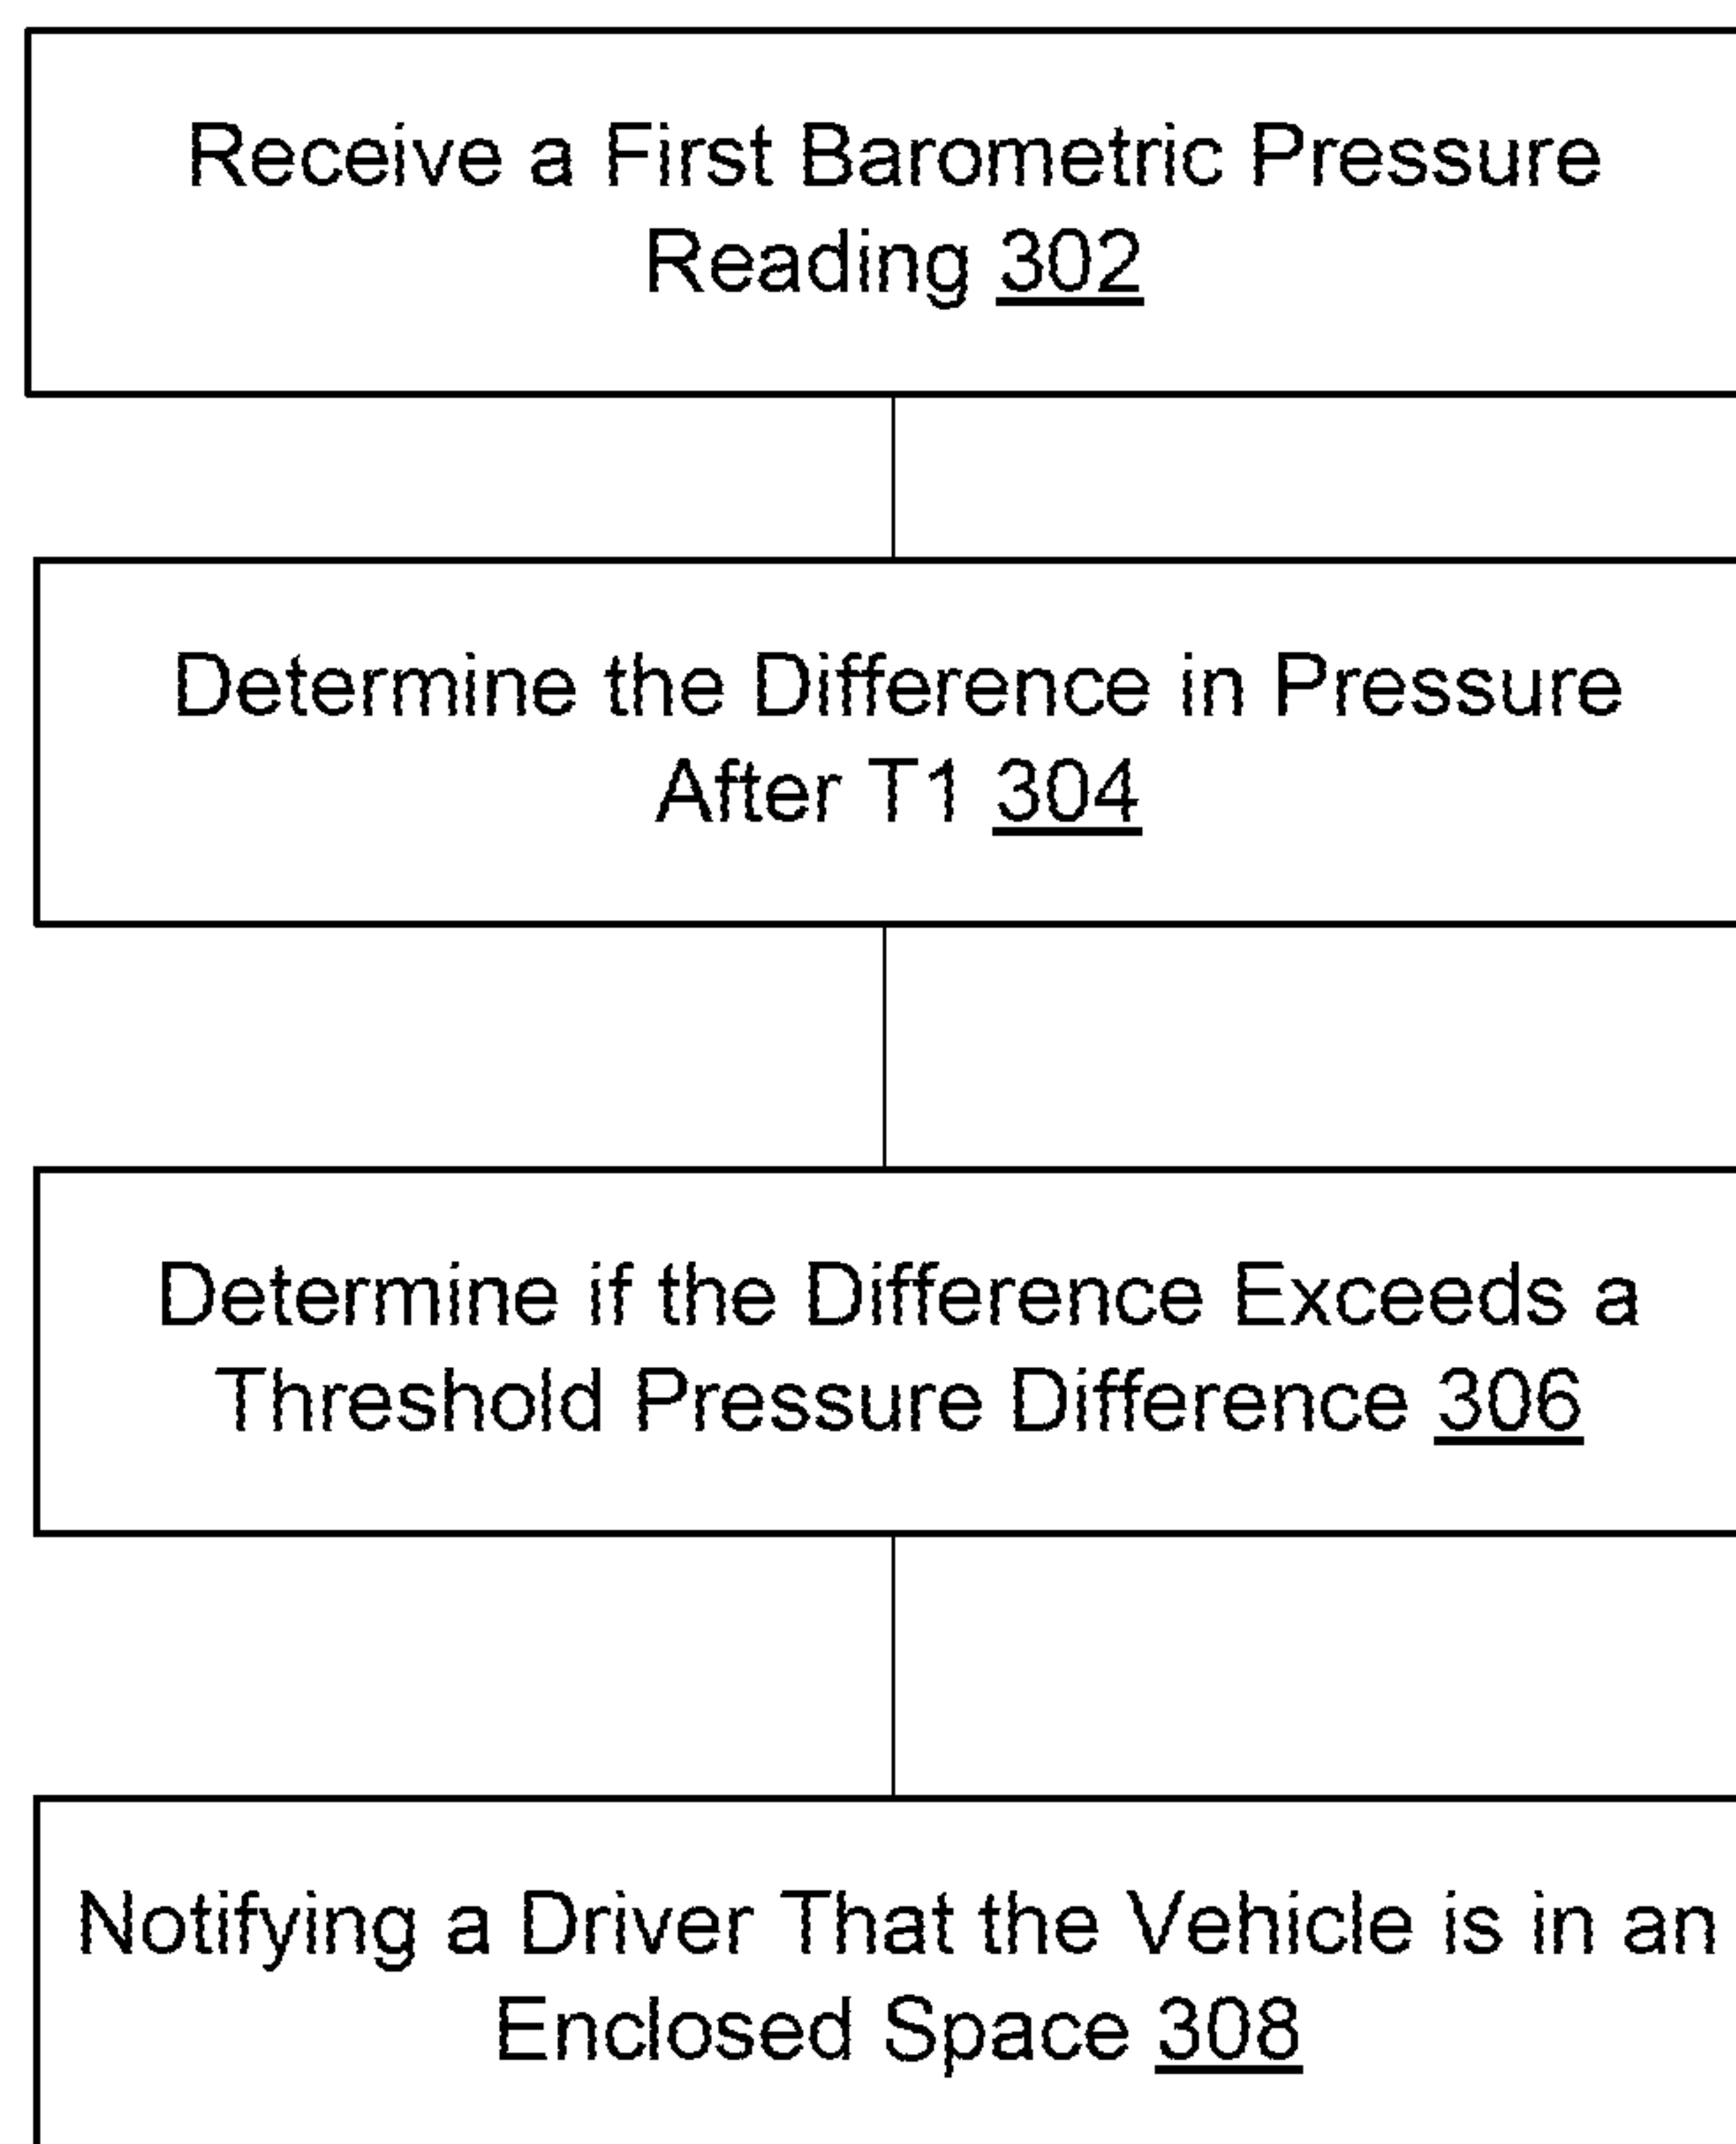 Receive a First Barometric Pressure
Reading 302
Determine the Difference in Pressure
After T1 304
Determine if the Difference Exceeds a
Threshold Pressure Difference 306
Notifying a Driver That the Vehicle is in an
Enclosed Space 308